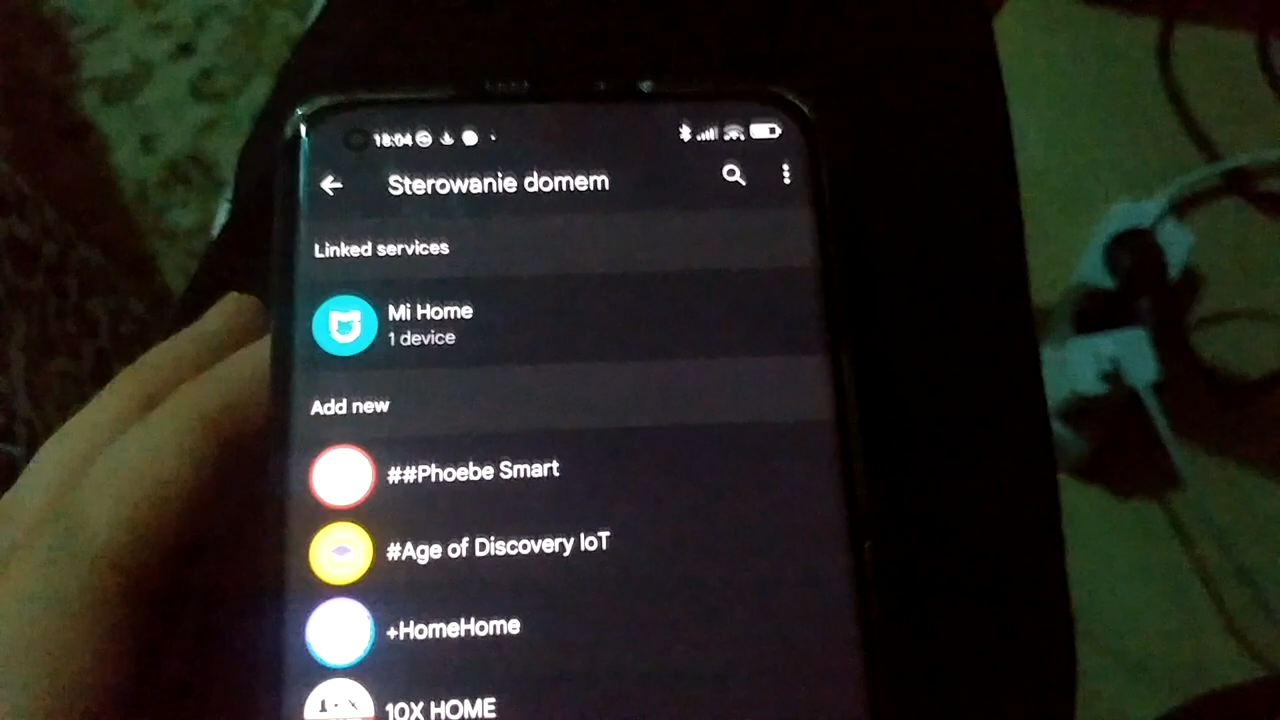 18:04
Sterowanie domem
Linked services
Mi Home
1 device
Add new
##Phoebe Smart
#Age of Discovery IoT
+HomeHome
10X HOME